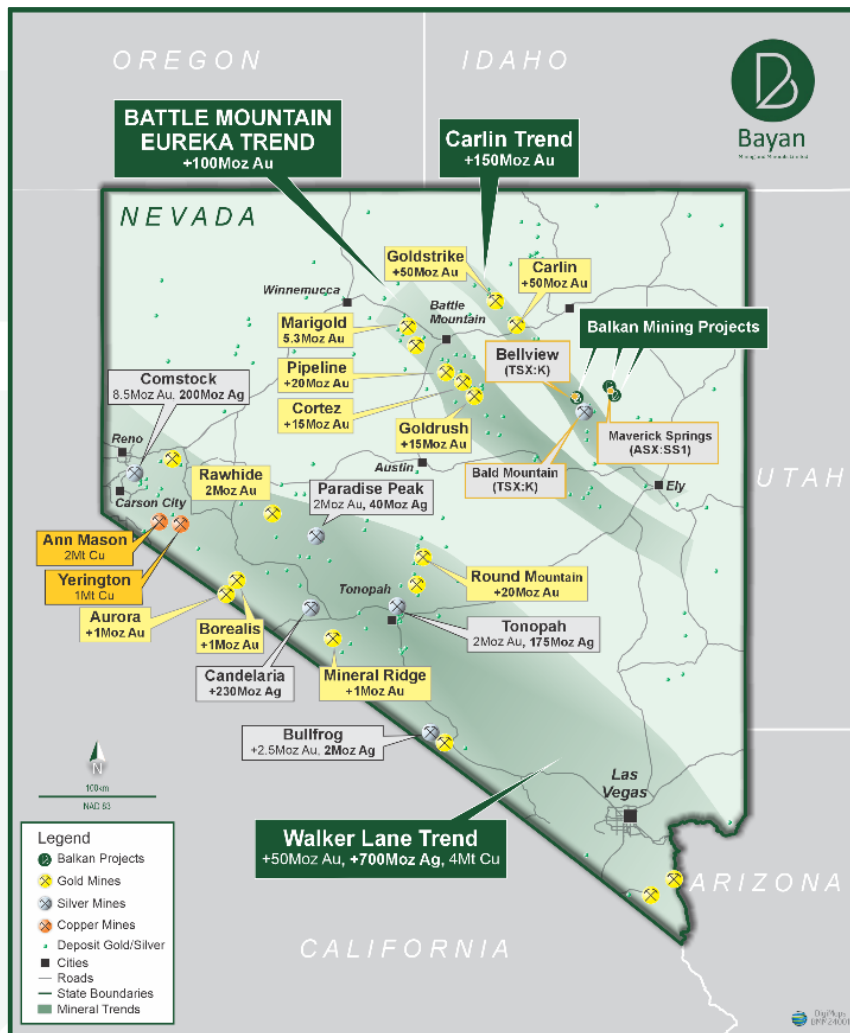 OREGON
IDAHO
Bayan
Mining and Minerals Limited
BATTLE MOUNTAIN
EUREKA TREND
+100Moz Au
Carlin Trend
+150Moz Au
NEVADA
Goldstrike
+50Moz Au
Carlin
+50Moz Au
Winnemucca
Battle
Mountain
Marigold
5.3Moz Au
Balkan Mining Projects
Bellview
(TSX:K)
Pipeline
+20Moz Au
Comstock
8.5Moz Au, 200Moz Ag
Cortez
+15Moz Au
Goldrush
+15Moz Au
Maverick Springs
(ASX:SS1)
Reno
Austin
Bald Mountain
(TSX:K)
UTAH
Rawhide
2Moz Au
Paradise Peak
2Moz Au, 40Moz Ag
Ely
Carson City
Ann Mason
2Mt Cu
Yerington
1Mt Cu
Round Mountain
+20Moz Au
Aurora
+1Moz Au
Borealis
+1Moz Au
Tonopah
Tonopah
2Moz Au, 175Moz Ag
Candelaria
+230Moz Ag
Mineral Ridge
+1Moz Au
Bullfrog
+2.5Moz Au, 2Moz Ag
N
100km
NAD 83
Las
Vegas
Walker Lane Trend
+50Moz Au, +700Moz Ag, 4Mt Cu
Legend
Balkan Projects
Gold Mines
Silver Mines
Copper Mines
Deposit Gold/Silver
Cities
Roads
State Boundaries
Mineral Trends
ARIZONA
CALIFORNIA
DigiMaps